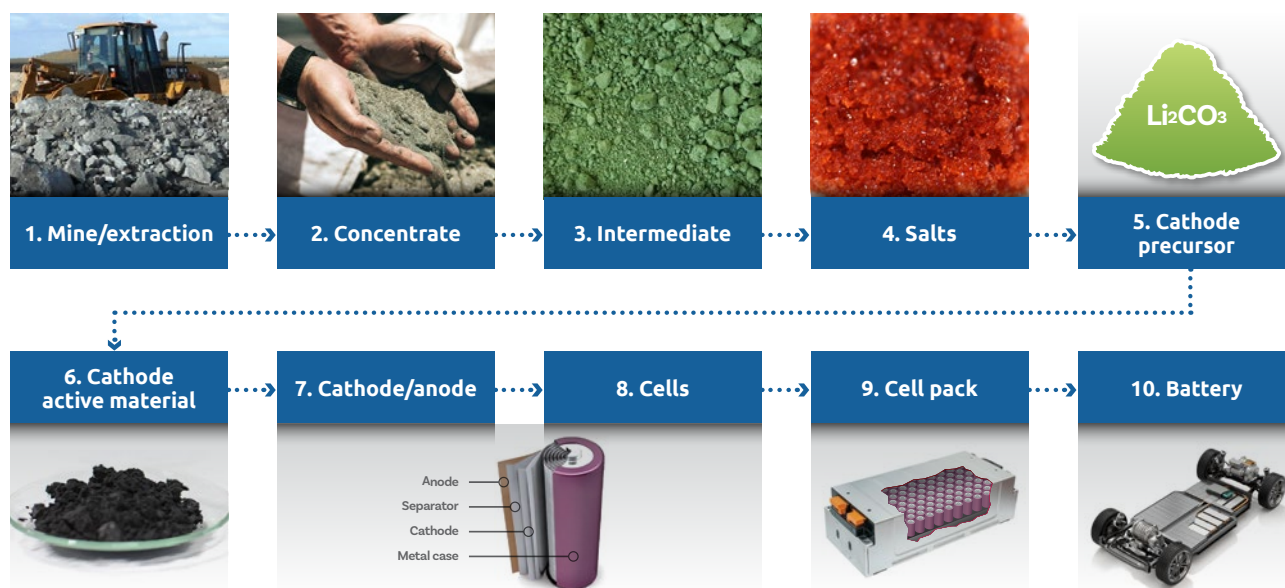 Li₂CO₃
1. Mine/extraction
2. Concentrate
3. Intermediate
4. Salts
5. Cathode
precursor
6. Cathode
active material
7. Cathode/anode
8. Cells
9. Cell pack
10. Battery
Anode
Separator
Cathode
Metal case